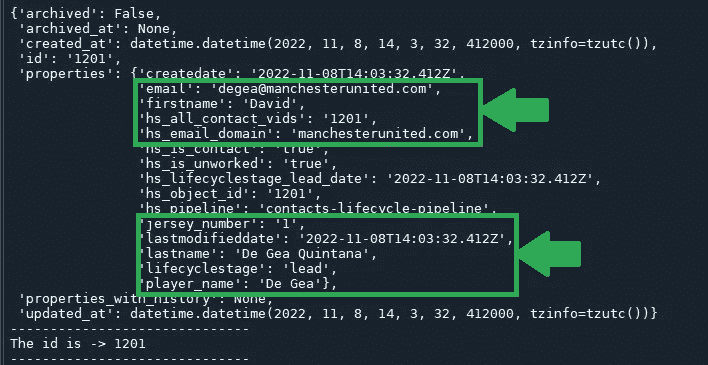 {'archived': False,
'archived_at': None,
'created_at': datetime.datetime(2022, 11, 8, 14, 3, 32, 412000, tzinfo=tzutc()),
'id': '1201',
'properties': {'createdate': '2022-11-08T14:03:32.412Z',
'email': 'degea@manchesterunited.com',
'firstname': 'David',
'hs_all_contact_vids': '1201',
'hs_email_domain': 'manchesterunited.com',
'hs_is_contact': 'true',
'hs_is_unworked': 'true',
'hs_lifecyclestage_lead_date': '2022-11-08T14:03:32.412Z',
'hs_object_id': '1201',
'hs_pipeline': 'contacts-lifecycle-pipeline',
'jersey_number': '1',
'lastmodifieddate': '2022-11-08T14:03:32.412Z',
'lastname': 'De Gea Quintana',
'lifecyclestage': 'lead',
'player_name': 'De Gea'},
'properties_with_history': None,
'updated_at': datetime.datetime(2022, 11, 8, 14, 3, 32, 412000, tzinfo=tzutc())}
------------------------------
The id is -> 1201
------------------------------